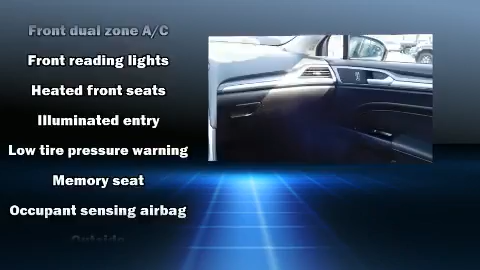 Front dual zone A/C
Front reading lights
Heated front seats
Illuminated entry
Low tire pressure warning
Memory seat
Occupant sensing airbag
Outside